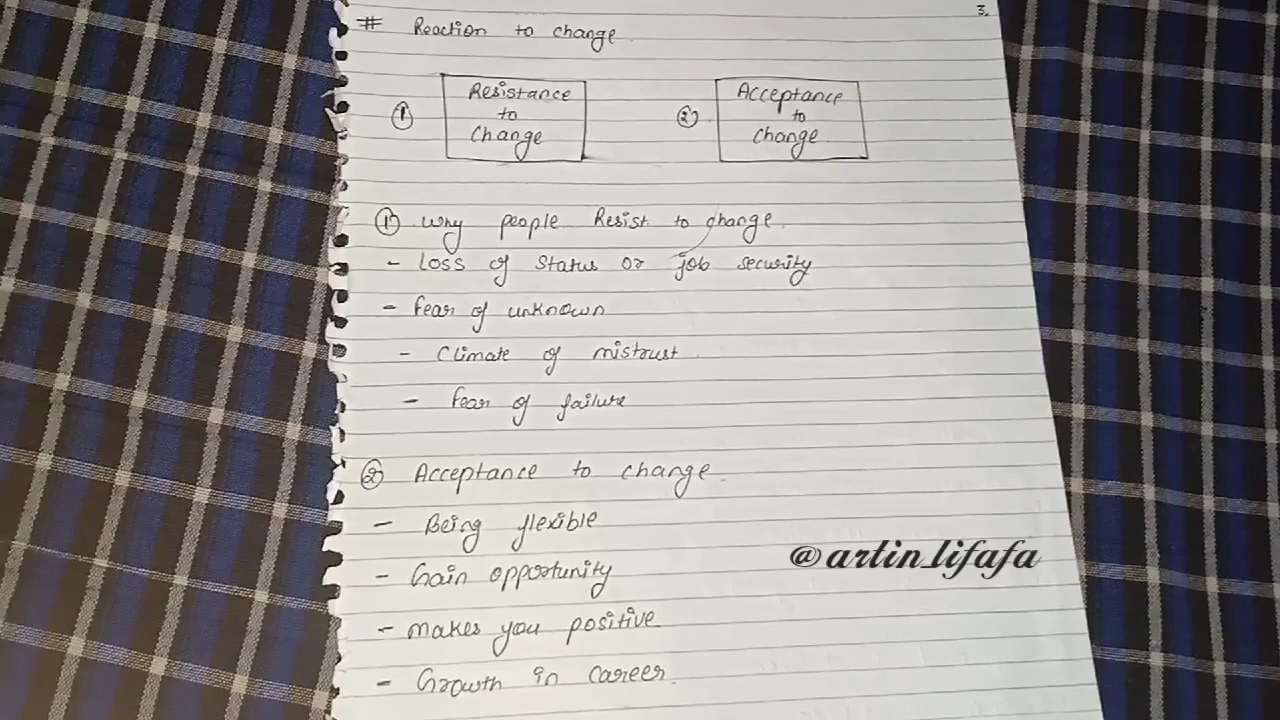 3.
# Reaction to change
① Resistance to Change
② Acceptance to change
① Why people Resist to change.
- Loss of Status or job security
- fear of unknown
- Climate of mistrust
- fear of failure
② Acceptance to change.
- Being flexible
- Gain opportunity
- makes you positive
- Growth in Career.
@artin_lifafa